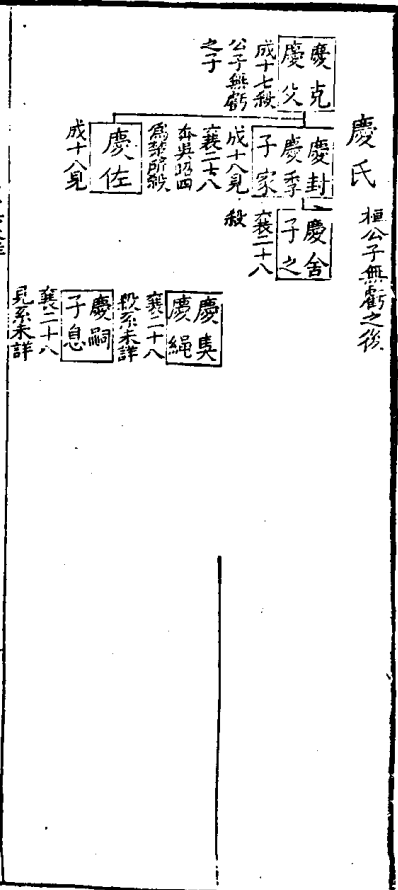 慶氏 桓公子無虧之後
慶克
慶父
成十七殺
公子無虧
之子
慶封
慶季
子家
成十八見
襄二十八
奔吳昭四
為楚所殺
慶舍
子之
襄二十八
殺
慶佐
成十八見
慶奊
慶繩
襄二十八
殺系未詳
慶嗣
子息
襄二十八
見系未詳